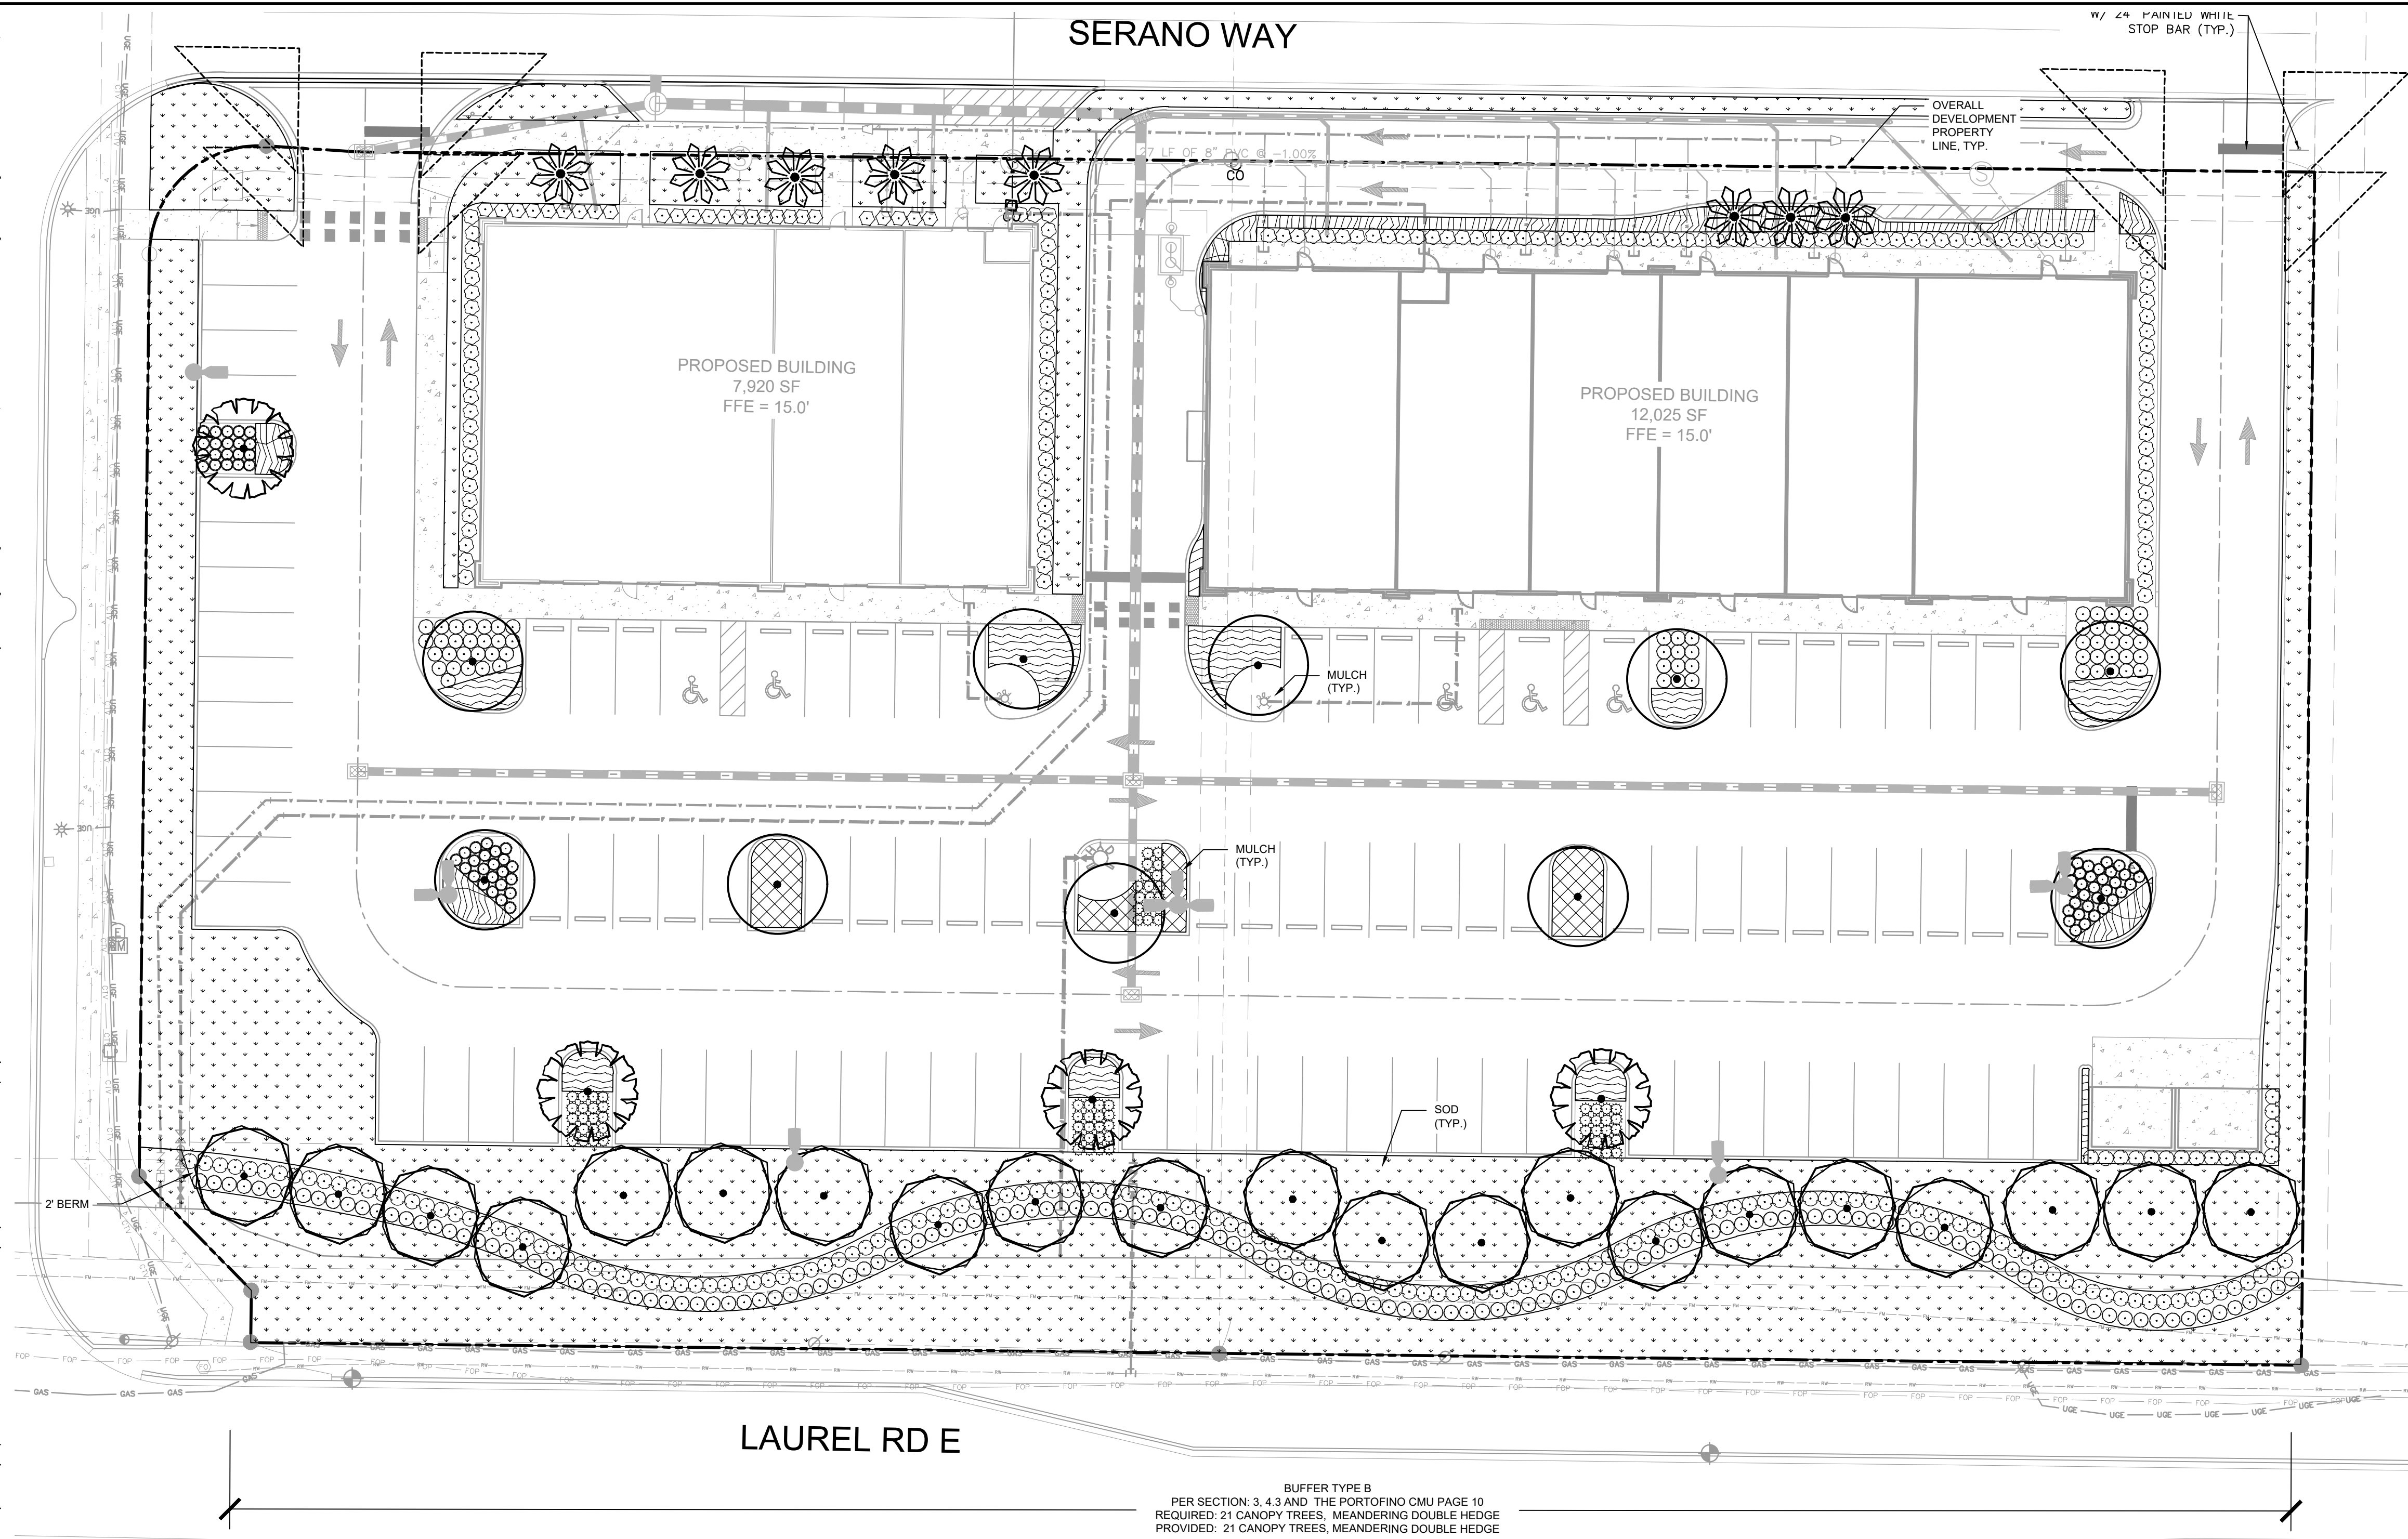 SERANO WAY
W/ 24" PAINTED WHITE
STOP BAR (TYP.)
OVERALL
DEVELOPMENT
PROPERTY
LINE, TYP.
27 LF OF 8" PVC @ -1.00%
CO
PROPOSED BUILDING
7,920 SF
FFE = 15.0'
PROPOSED BUILDING
12,025 SF
FFE = 15.0'
MULCH
(TYP.)
MULCH
(TYP.)
SOD
(TYP.)
2' BERM
LAUREL RD E
BUFFER TYPE B
PER SECTION: 3, 4.3 AND THE PORTOFINO CMU PAGE 10
REQUIRED: 21 CANOPY TREES, MEANDERING DOUBLE HEDGE
PROVIDED: 21 CANOPY TREES, MEANDERING DOUBLE HEDGE